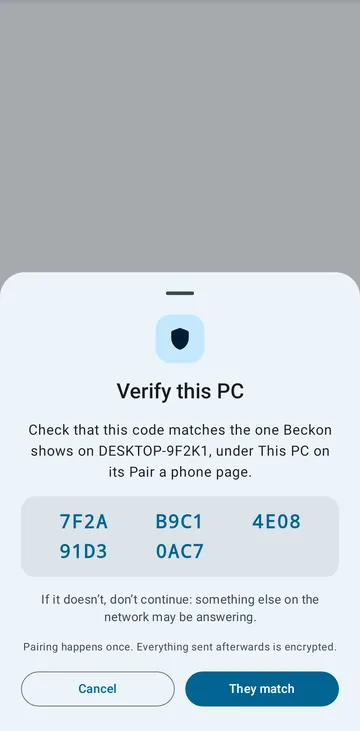 Verify this PC
Check that this code matches the one Beckon
shows on DESKTOP-9F2K1, under This PC on
its Pair a phone page.
7F2A B9C1 4E08
91D3 0AC7
If it doesn’t, don’t continue: something else on the
network may be answering.
Pairing happens once. Everything sent afterwards is encrypted.
Cancel They match